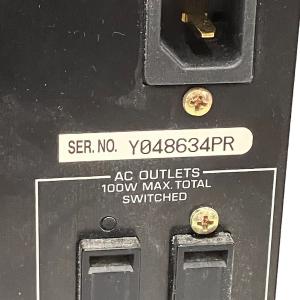 SER. NO. Y048634PR
AC OUTLETS
100W MAX. TOTAL
SWITCHED